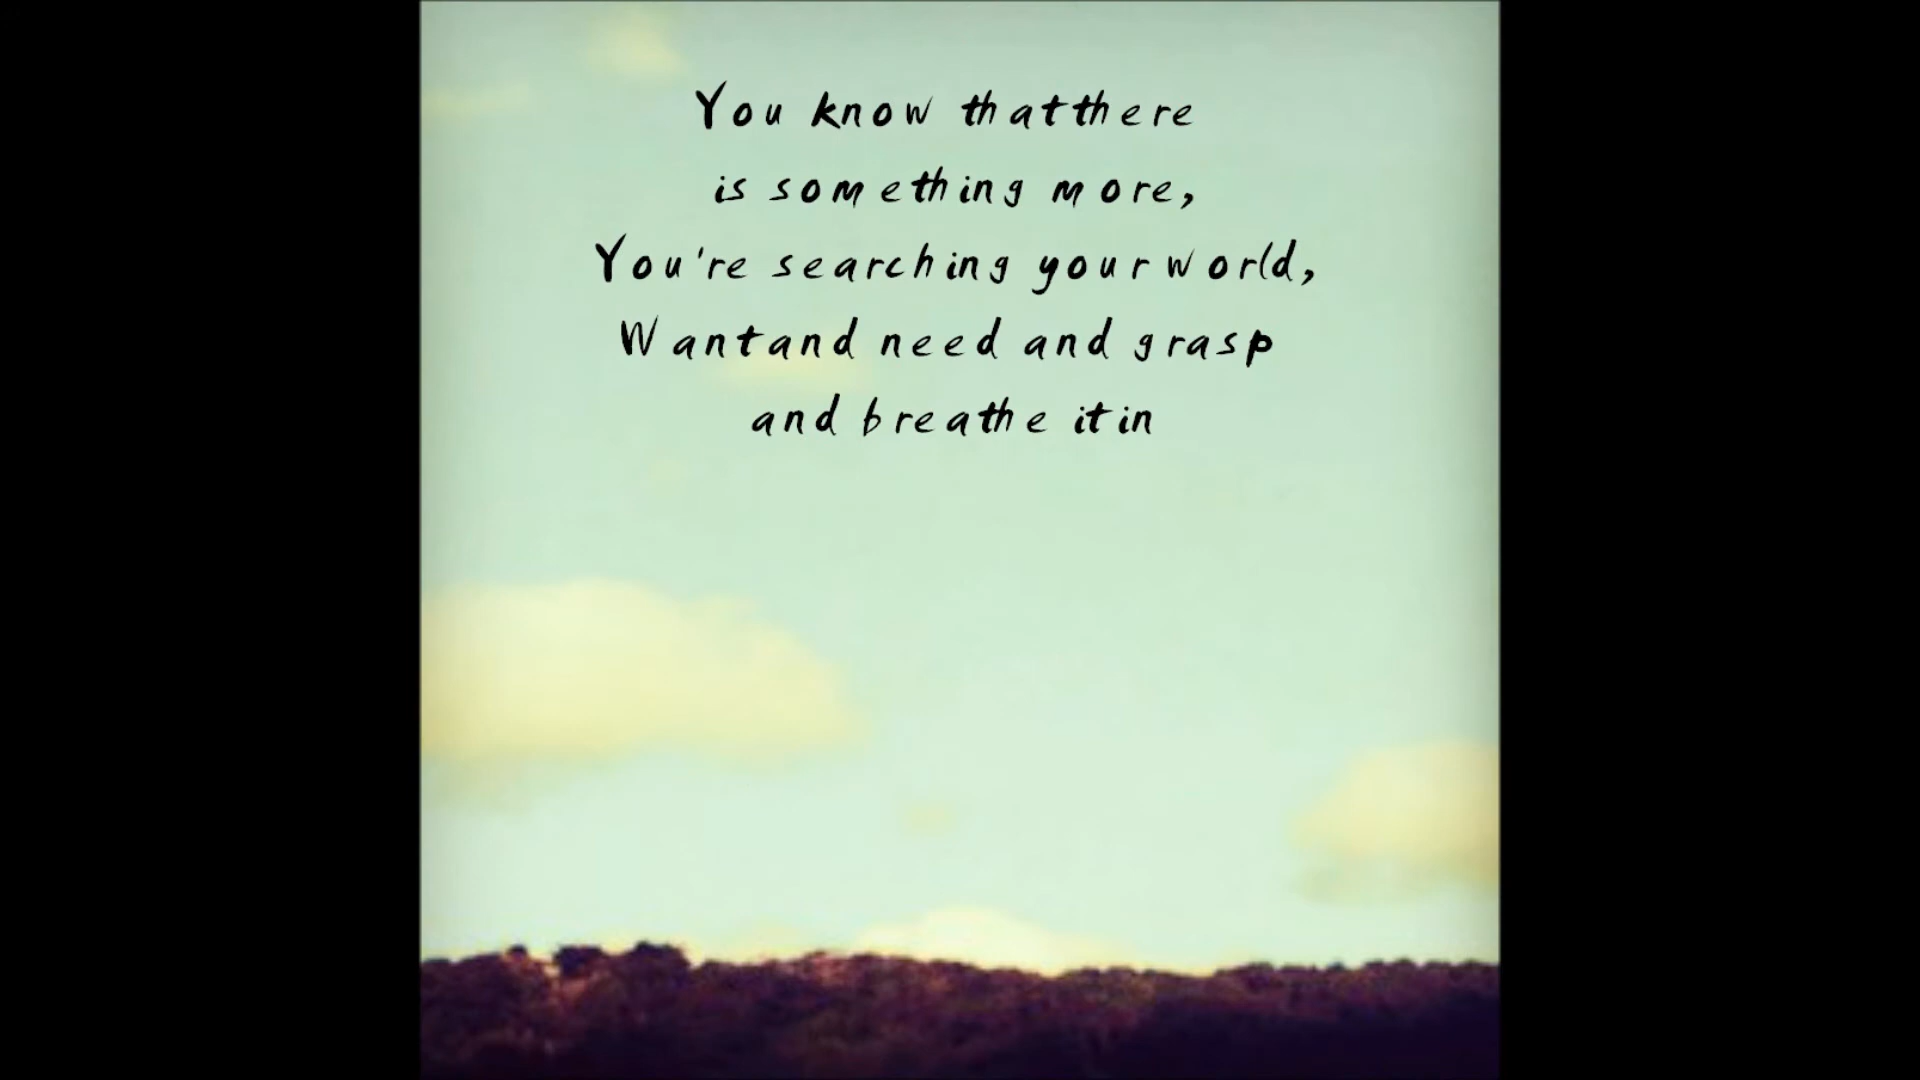 You know that there
is something more,
You're searching your world,
Want and need and grasp
and breathe it in